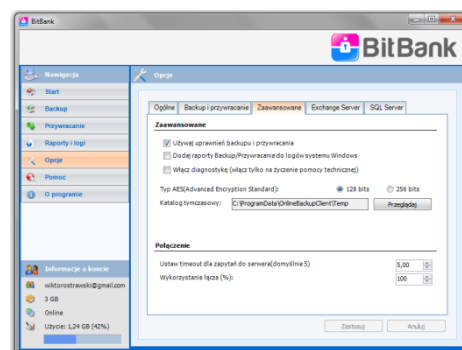 BitBank
BitBank
Nawigacja
Start
Backup
Przywracanie
Raporty i logi
Opcje
Pomoc
O programie
Informacje o koncie
wiktorostrawski@gmail.com
3 GB
Online
Użycie: 1,24 GB (42%)
Opcje
Ogólne Backup i przywracanie Zaawansowane Exchange Server SQL Server
Zaawansowane
Używaj uprawnień backupu i przywracania
Dodaj raporty Backup/Przywracania do logów systemu Windows
Włącz diagnostykę (włącz tylko na życzenie pomocy technicznej)
Typ AES(Advanced Encryption Standard): 128 bits 256 bits
Katalog tymczasowy: C:\ProgramData\OnlineBackupClient\Temp Przeglądaj
Połączenie
Ustaw timeout dla zapytań do serwera(domyślnie 5) 5,00
Wykorzystanie łącza (%): 100
Zastosuj Anuluj